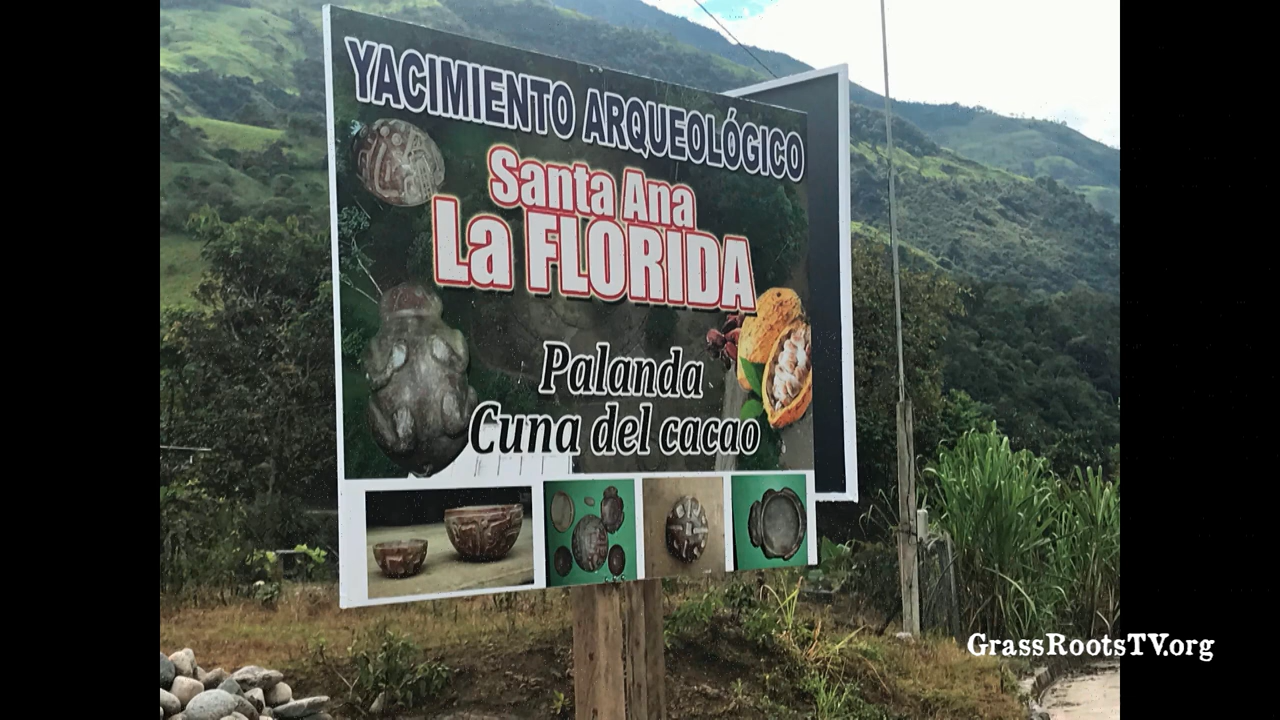 YACIMIENTO ARQUEOLÓGICO
Santa Ana
La FLORIDA
Palanda
Cuna del cacao
GrassRootsTV.org